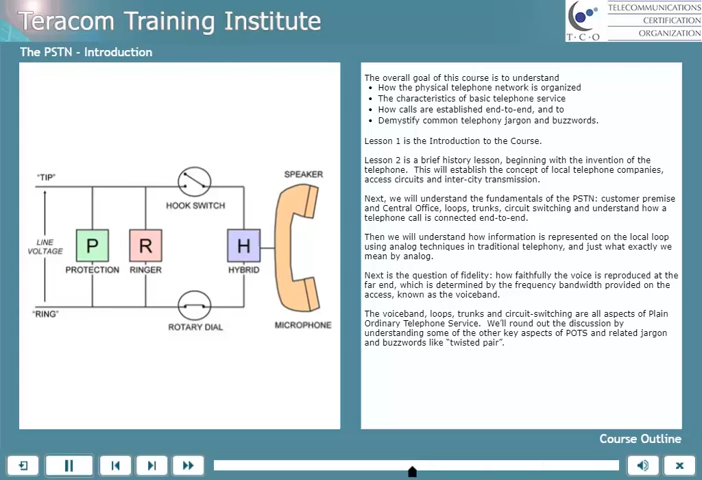 Teracom Training Institute
TELECOMMUNICATIONS
CERTIFICATION
ORGANIZATION
T·C·O
The PSTN - Introduction
"TIP"
HOOK SWITCH
SPEAKER
LINE
VOLTAGE
P
R
H
PROTECTION
RINGER
HYBRID
"RING"
ROTARY DIAL
MICROPHONE
The overall goal of this course is to understand
• How the physical telephone network is organized
• The characteristics of basic telephone service
• How calls are established end-to-end, and to
• Demystify common telephony jargon and buzzwords.
Lesson 1 is the Introduction to the Course.
Lesson 2 is a brief history lesson, beginning with the invention of the
telephone. This will establish the concept of local telephone companies,
access circuits and inter-city transmission.
Next, we will understand the fundamentals of the PSTN: customer premise
and Central Office, loops, trunks, circuit switching and understand how a
telephone call is connected end-to-end.
Then we will understand how information is represented on the local loop
using analog techniques in traditional telephony, and just what exactly we
mean by analog.
Next is the question of fidelity: how faithfully the voice is reproduced at the
far end, which is determined by the frequency bandwidth provided on the
access, known as the voiceband.
The voiceband, loops, trunks and circuit-switching are all aspects of Plain
Ordinary Telephone Service. We'll round out the discussion by
understanding some of the other key aspects of POTS and related jargon
and buzzwords like "twisted pair".
Course Outline